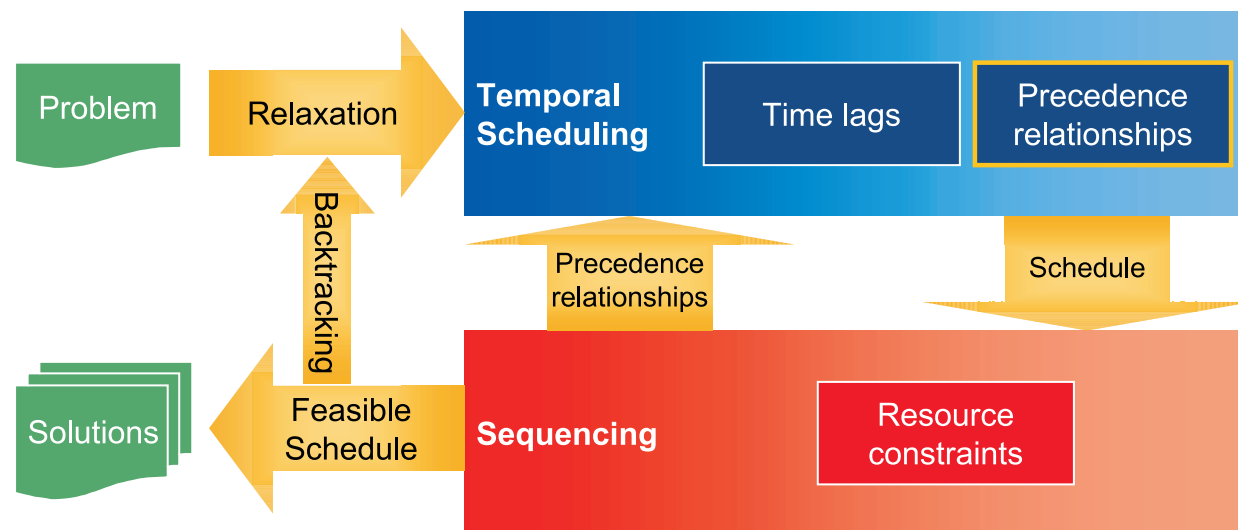 Problem
Relaxation
Temporal
Scheduling
Time lags
Precedence
relationships
Backtracking
Precedence
relationships
Schedule
Solutions
Feasible
Schedule
Sequencing
Resource
constraints